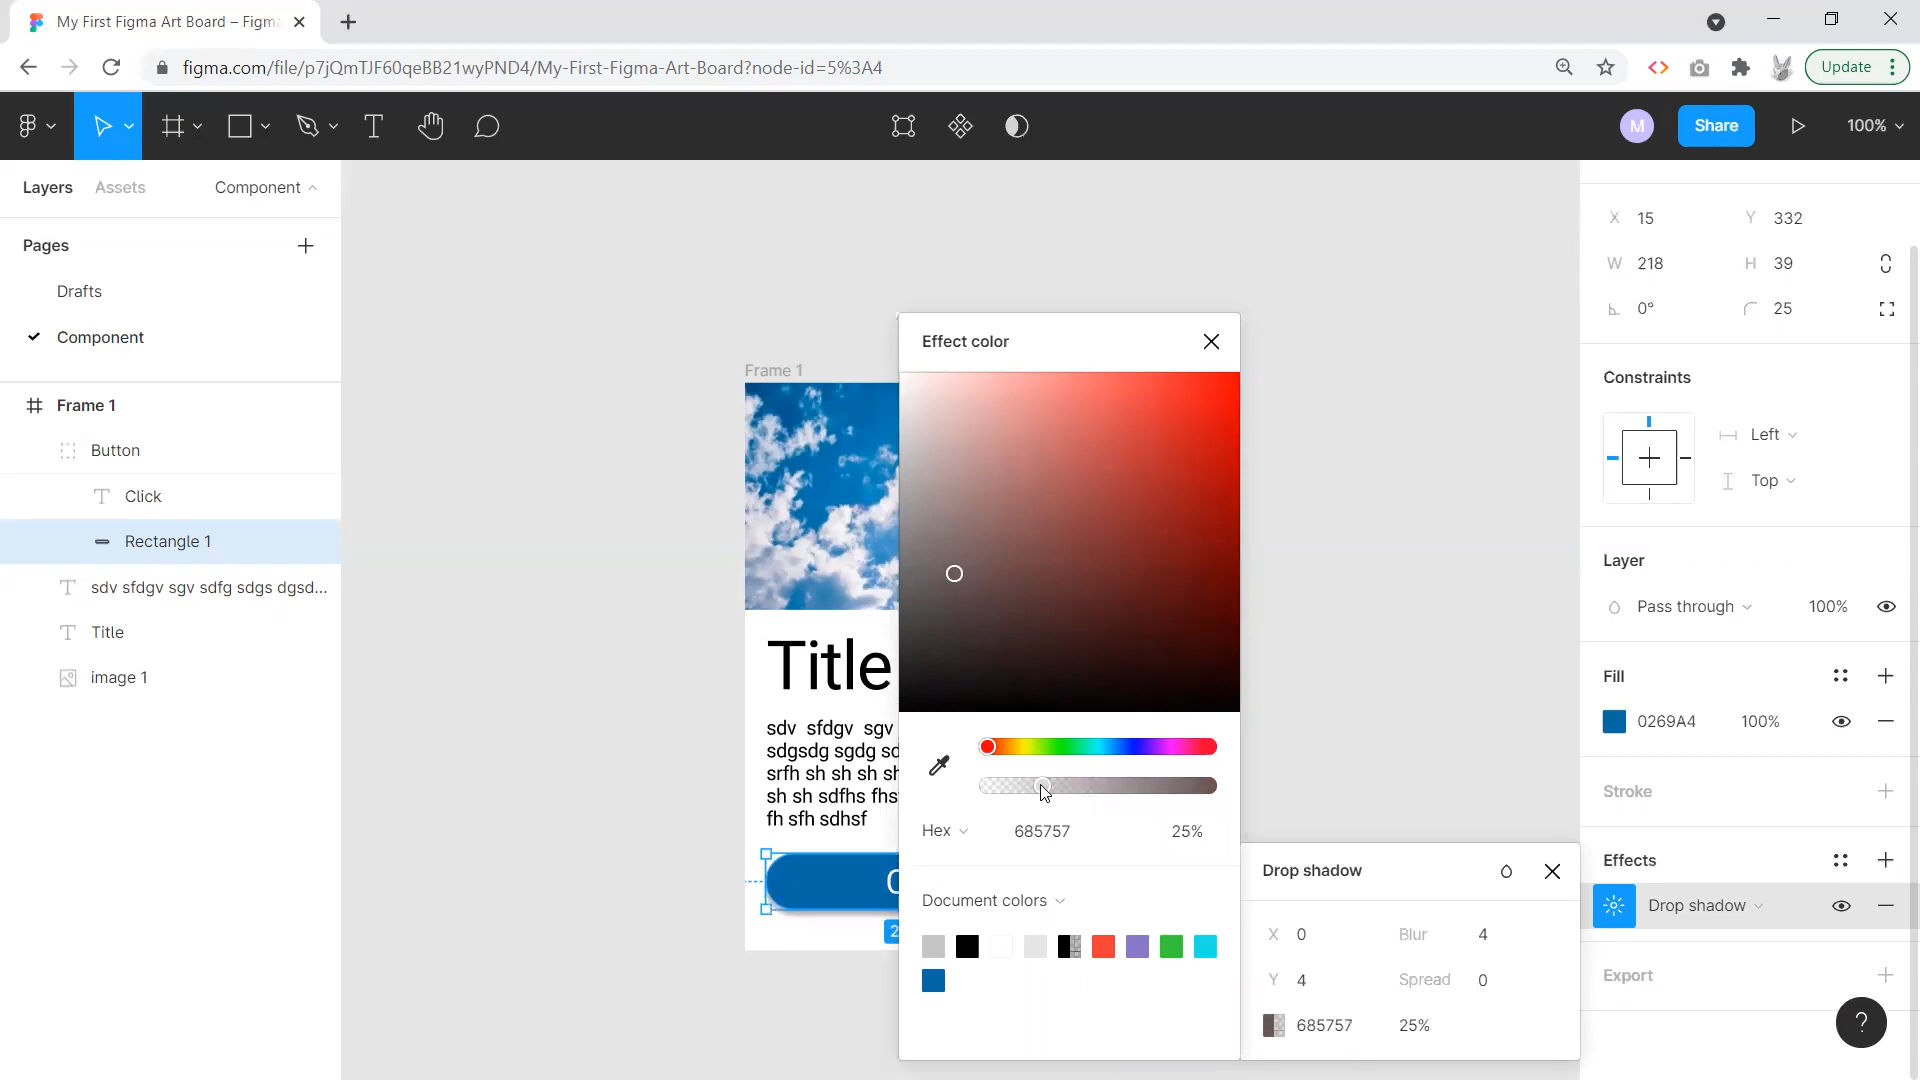 My First Figma Art Board – Figma
figma.com/file/p7jQmTJF60qeBB21wyPND4/My-First-Figma-Art-Board?node-id=5%3A4
Update
M
Share
100%
Layers
Assets
Component
Pages
Drafts
Component
Frame 1
Button
Click
Rectangle 1
sdv sfdgv sgv sdfg sdgs dgsd...
Title
image 1
Frame 1
Title
sdv sfdgv sgv
sdgsdg sgdg sd
srfh sh sh sh sh
sh sh sdfhs fhs
fh sfh sdhsf
C
2
Effect color
Hex
685757
25%
Document colors
Drop shadow
X 0
Blur 4
Y 4
Spread 0
685757
25%
X 15
Y 332
W 218
H 39
0°
25
Constraints
Left
Top
Layer
Pass through
100%
Fill
0269A4
100%
Stroke
Effects
Drop shadow
Export
?